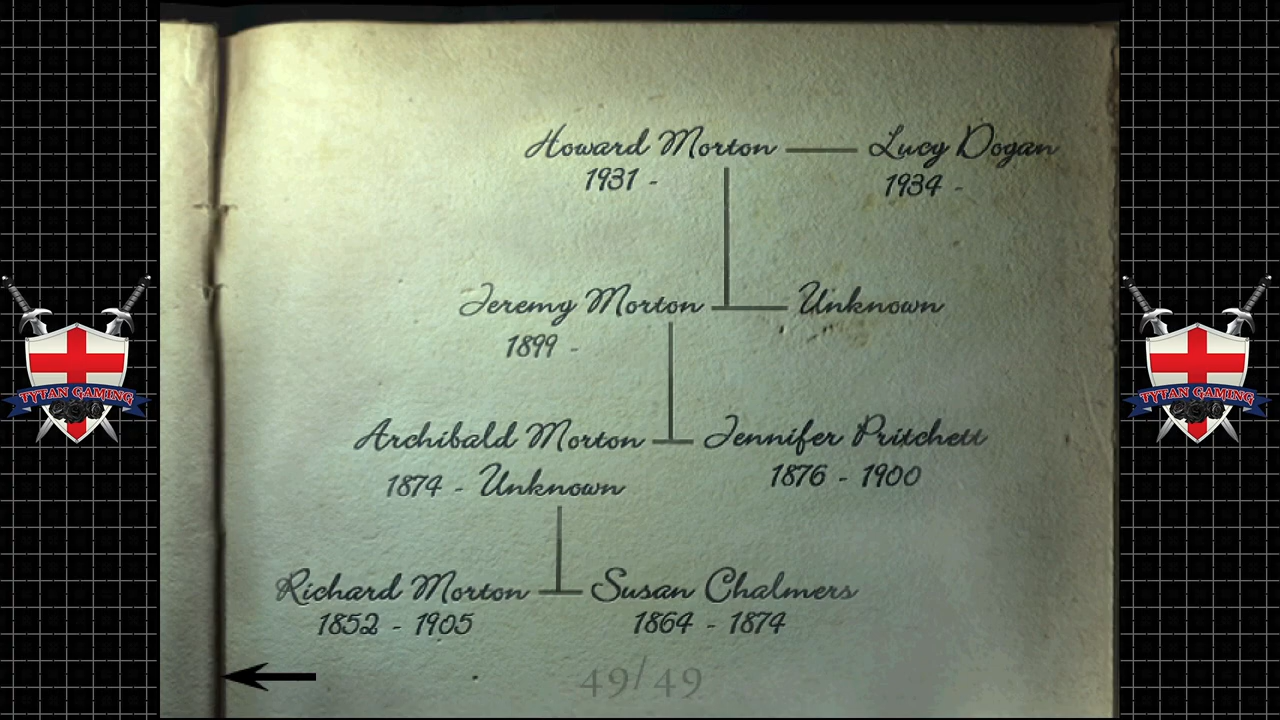 Howard Morton Lucy Dogan
1931 - 1934 -
Jeremy Morton Unknown
1899 -
Archibald Morton Jennifer Pritchett
1874 - Unknown 1876 - 1900
Richard Morton Susan Chalmers
1852 - 1905 1864 - 1874
49/49
TYTAN GAMING TYTAN GAMING